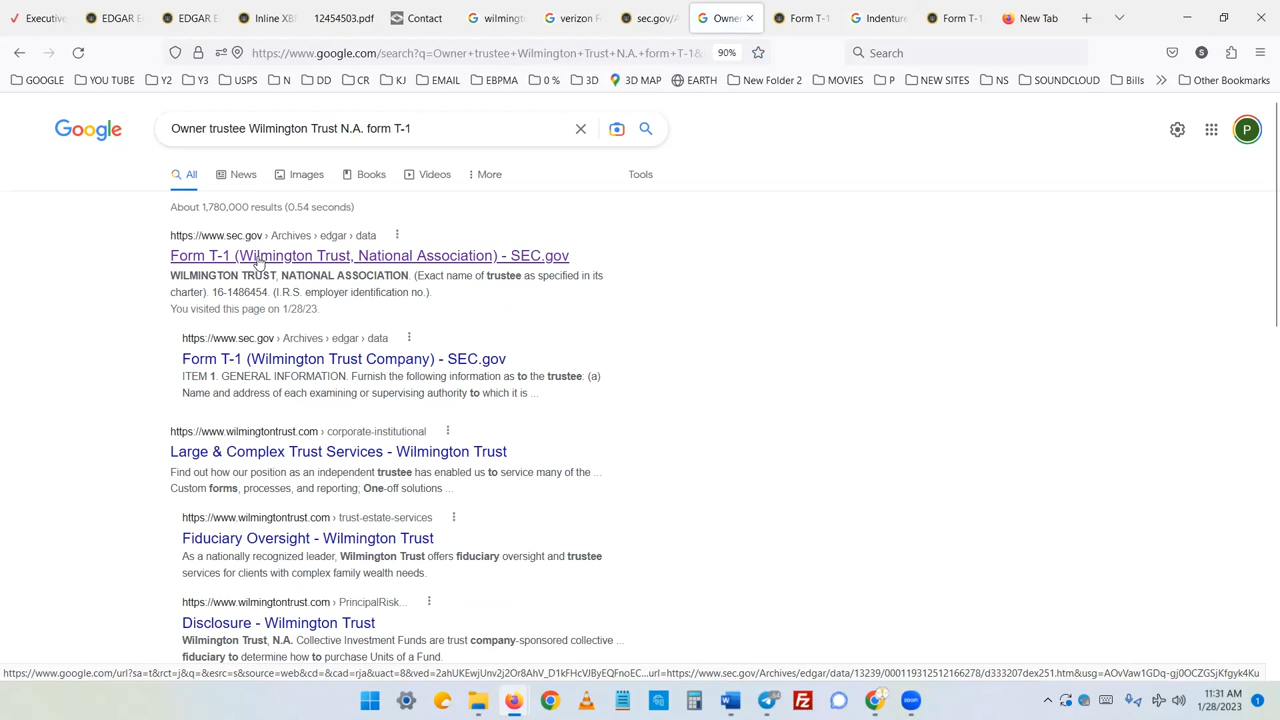 Executive
EDGAR E
EDGAR E
Inline XB
12454503.pdf
Contact
wilmingt
verizon F
sec.gov/A
Owner
Form T-1
Indenture
Form T-1
New Tab
https://www.google.com/search?q=Owner+trustee+Wilmington+Trust+N.A.+form+T-1&
90%
Search
S
GOOGLE
YOU TUBE
Y2
Y3
USPS
N
DD
CR
KJ
EMAIL
EBPMA
0 %
3D
3D MAP
EARTH
New Folder 2
MOVIES
P
NEW SITES
NS
SOUNDCLOUD
Bills
Other Bookmarks
Google
Owner trustee Wilmington Trust N.A. form T-1
P
All
News
Images
Books
Videos
More
Tools
About 1,780,000 results (0.54 seconds)
https://www.sec.gov › Archives › edgar › data
Form T-1 (Wilmington Trust, National Association) - SEC.gov
WILMINGTON TRUST, NATIONAL ASSOCIATION. (Exact name of trustee as specified in its
charter). 16-1486454. (I.R.S. employer identification no.).
You visited this page on 1/28/23.
https://www.sec.gov › Archives › edgar › data
Form T-1 (Wilmington Trust Company) - SEC.gov
ITEM 1. GENERAL INFORMATION. Furnish the following information as to the trustee: (a)
Name and address of each examining or supervising authority to which it is ...
https://www.wilmingtontrust.com › corporate-institutional
Large & Complex Trust Services - Wilmington Trust
Find out how our position as an independent trustee has enabled us to service many of the ...
Custom forms, processes, and reporting; One-off solutions ...
https://www.wilmingtontrust.com › trust-estate-services
Fiduciary Oversight - Wilmington Trust
As a nationally recognized leader, Wilmington Trust offers fiduciary oversight and trustee
services for clients with complex family wealth needs.
https://www.wilmingtontrust.com › PrincipalRisk...
Disclosure - Wilmington Trust
Wilmington Trust, N.A. Collective Investment Funds are trust company-sponsored collective ...
fiduciary to determine how to purchase Units of a Fund.
11:31 AM
1/28/2023
1